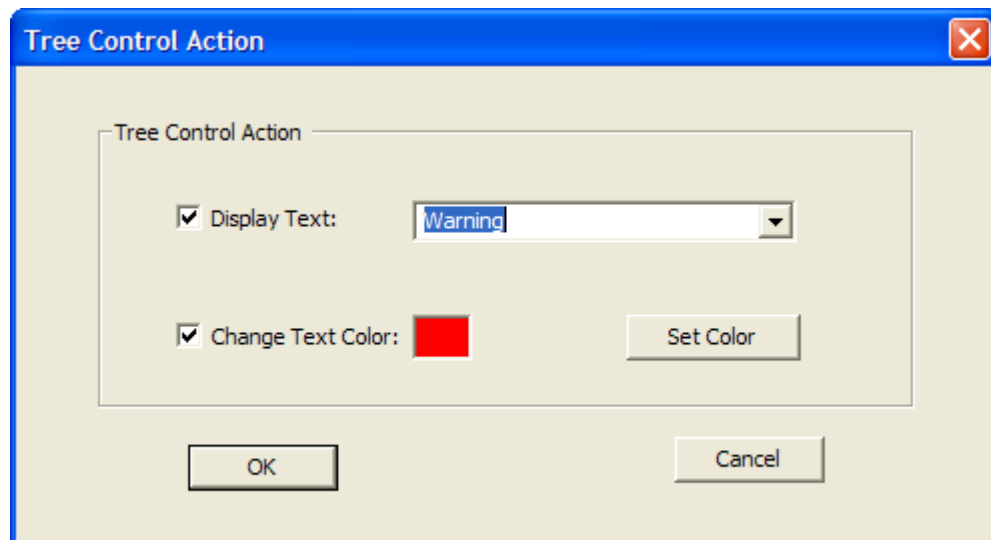 Tree Control Action
Tree Control Action
Display Text: Warning
Change Text Color: Set Color
OK Cancel